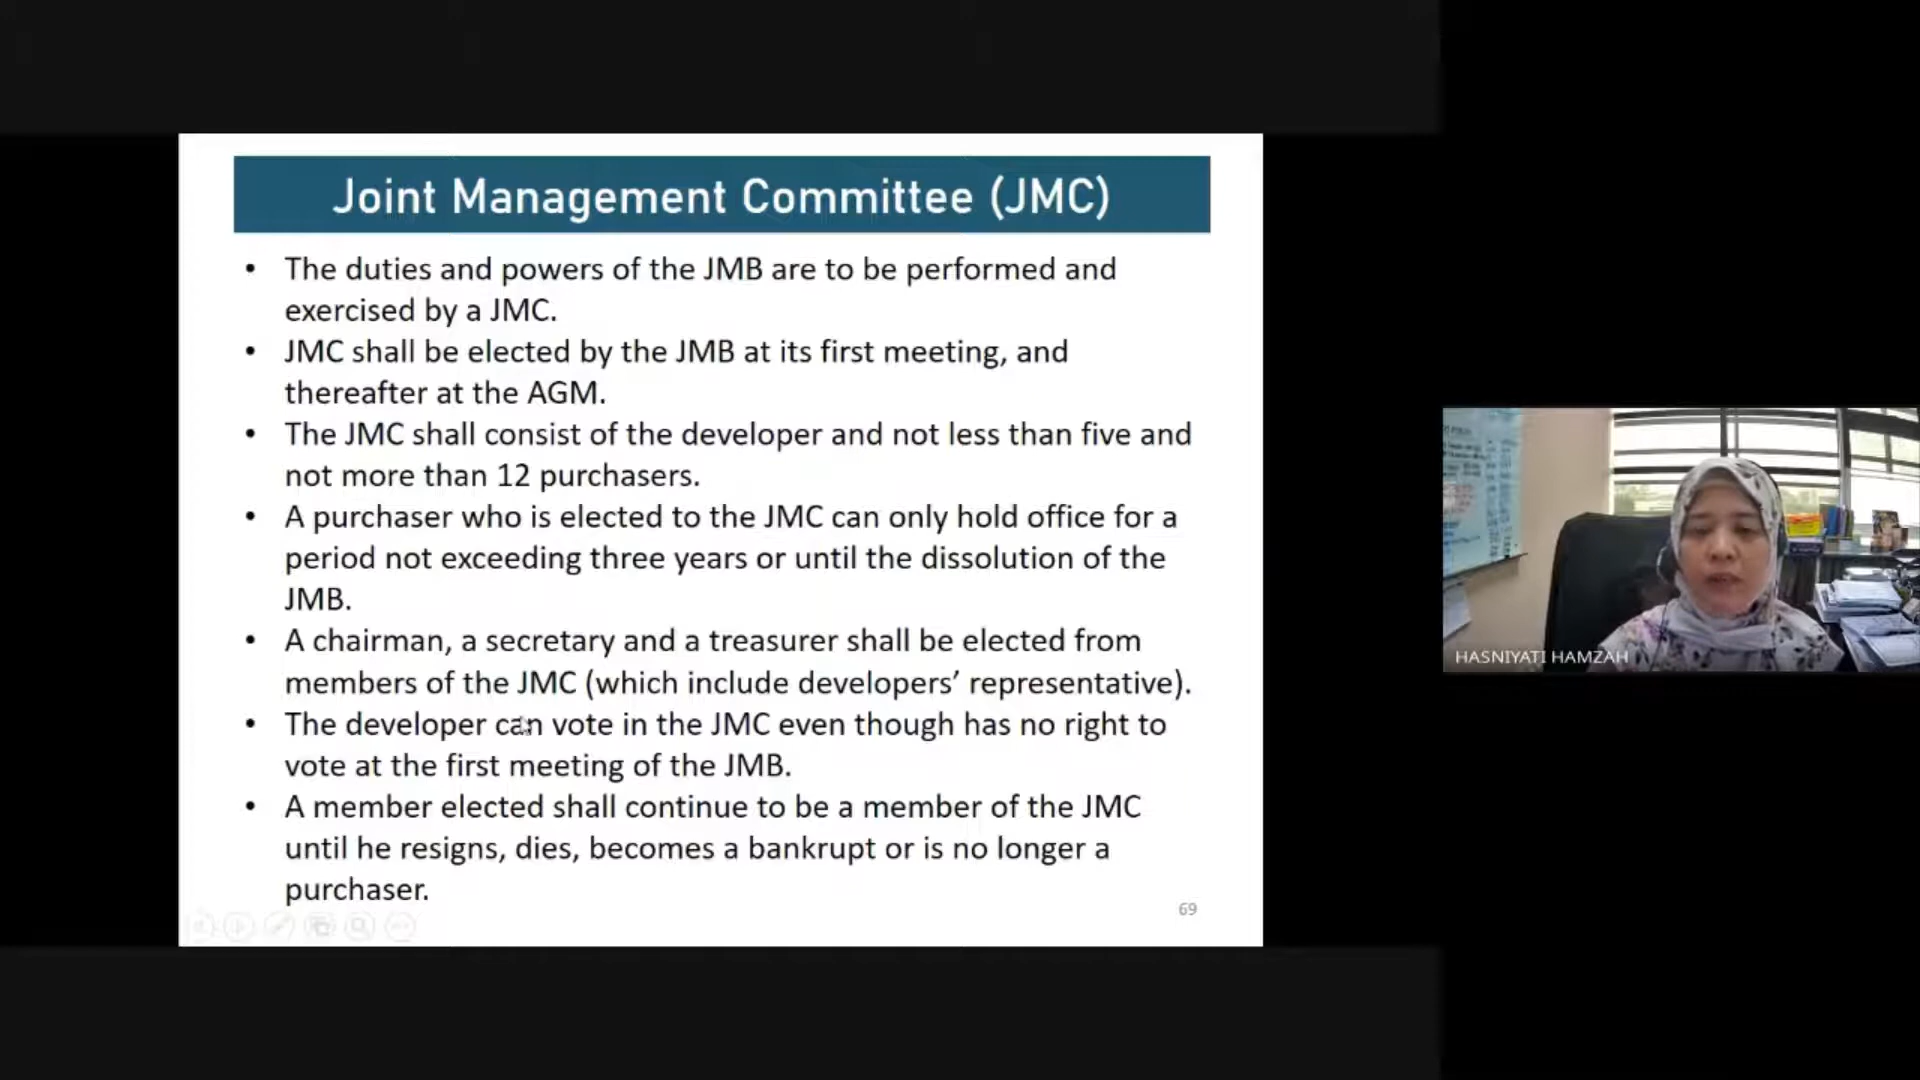 Joint Management Committee (JMC)
• The duties and powers of the JMB are to be performed and
exercised by a JMC.
• JMC shall be elected by the JMB at its first meeting, and
thereafter at the AGM.
• The JMC shall consist of the developer and not less than five and
not more than 12 purchasers.
• A purchaser who is elected to the JMC can only hold office for a
period not exceeding three years or until the dissolution of the
JMB.
• A chairman, a secretary and a treasurer shall be elected from
members of the JMC (which include developers’ representative).
• The developer can vote in the JMC even though has no right to
vote at the first meeting of the JMB.
• A member elected shall continue to be a member of the JMC
until he resigns, dies, becomes a bankrupt or is no longer a
purchaser.
69
HASNIYATI HAMZAH